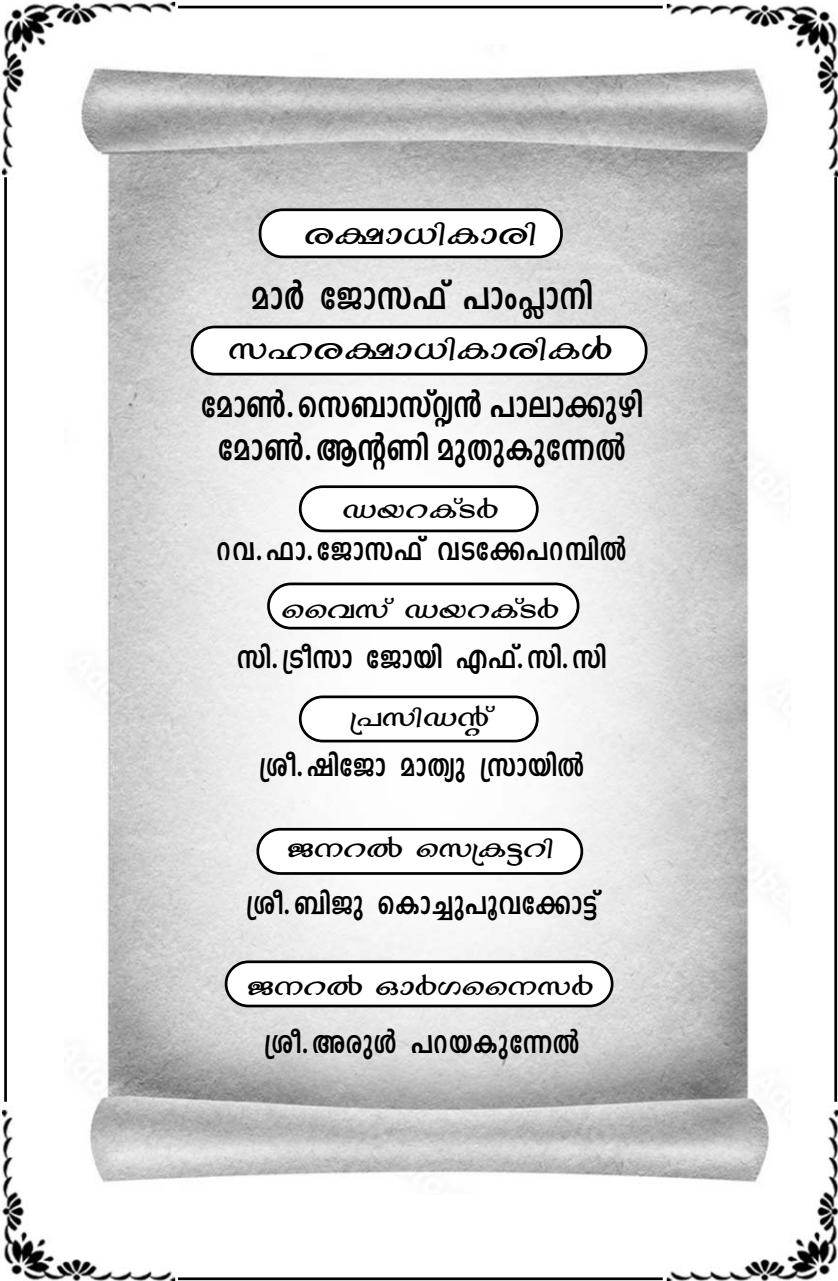 രക്ഷാധികാരി
മാർ ജോസഫ് പാംപ്ലാനി
സഹരക്ഷാധികാരികൾ
മോൺ.സെബാസ്റ്റ്യൻ പാലാക്കുഴി
മോൺ.ആന്റണി മുതുകുന്നേൽ
ഡയറക്ടർ
റവ.ഫാ.ജോസഫ് വടക്കേപറമ്പിൽ
വൈസ് ഡയറക്ടർ
സി.ട്രീസാ ജോയി എഫ്.സി.സി
പ്രസിഡന്റ്
ശ്രീ.ഷിജോ മാത്യു സ്രായിൽ
ജനറൽ സെക്രട്ടറി
ശ്രീ.ബിജു കൊച്ചുപൂവക്കോട്ട്
ജനറൽ ഓർഗനൈസർ
ശ്രീ.അരുൾ പറയകുന്നേൽ